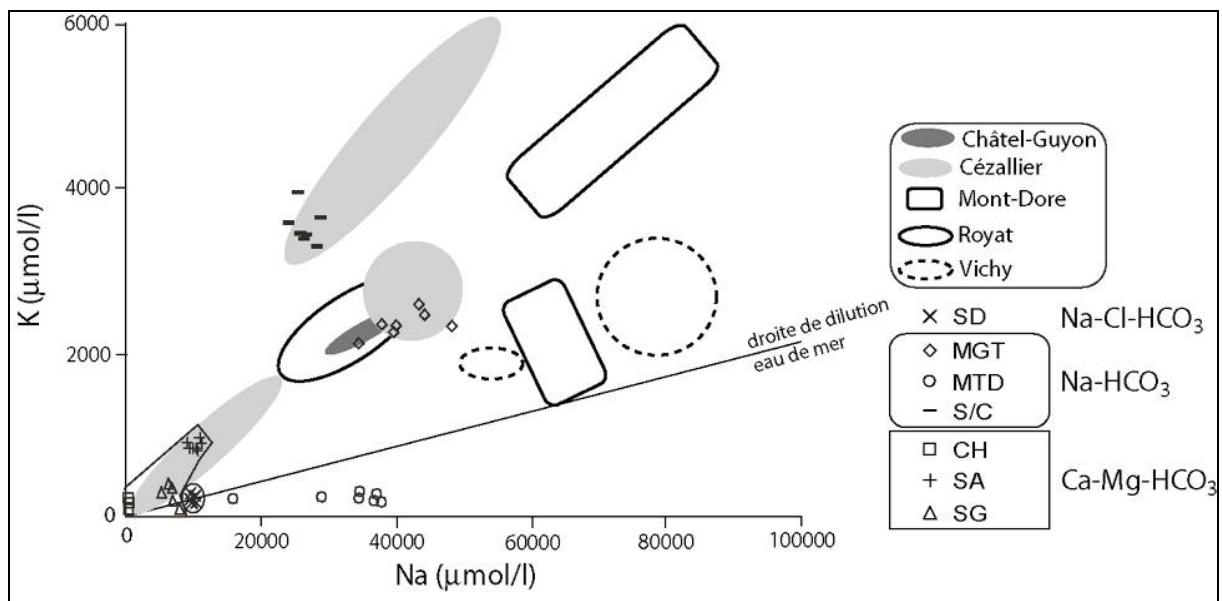 6000
4000
2000
0
K (µmol/l)
0
20000
40000
60000
80000
100000
Na (µmol/l)
droite de dilution
eau de mer
Châtel-Guyon
Cézallier
Mont-Dore
Royat
Vichy
SD
Na-Cl-HCO₃
MGT
MTD
Na-HCO₃
S/C
CH
SA
Ca-Mg-HCO₃
SG